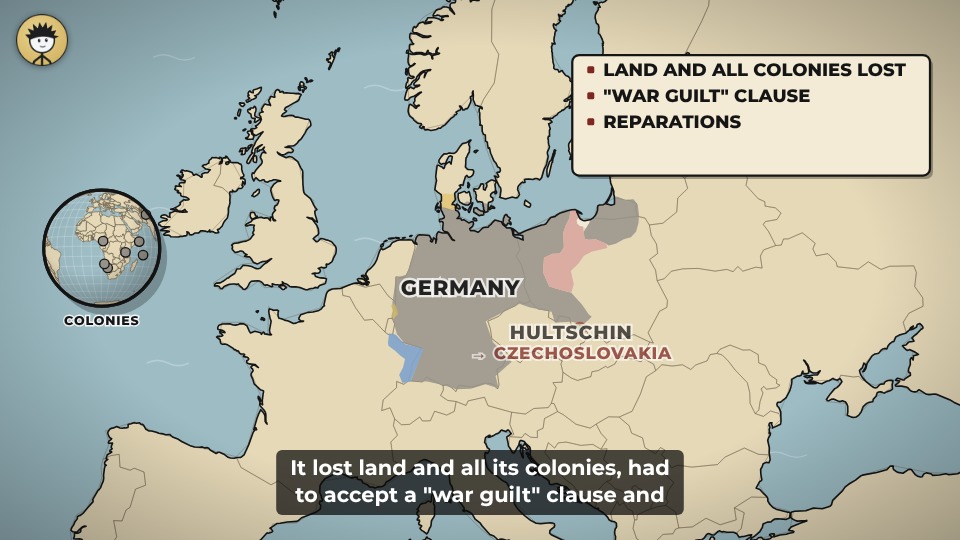 LAND AND ALL COLONIES LOST
"WAR GUILT" CLAUSE
REPARATIONS
GERMANY
COLONIES
HULTSCHIN
→ CZECHOSLOVAKIA
It lost land and all its colonies, had
to accept a "war guilt" clause and